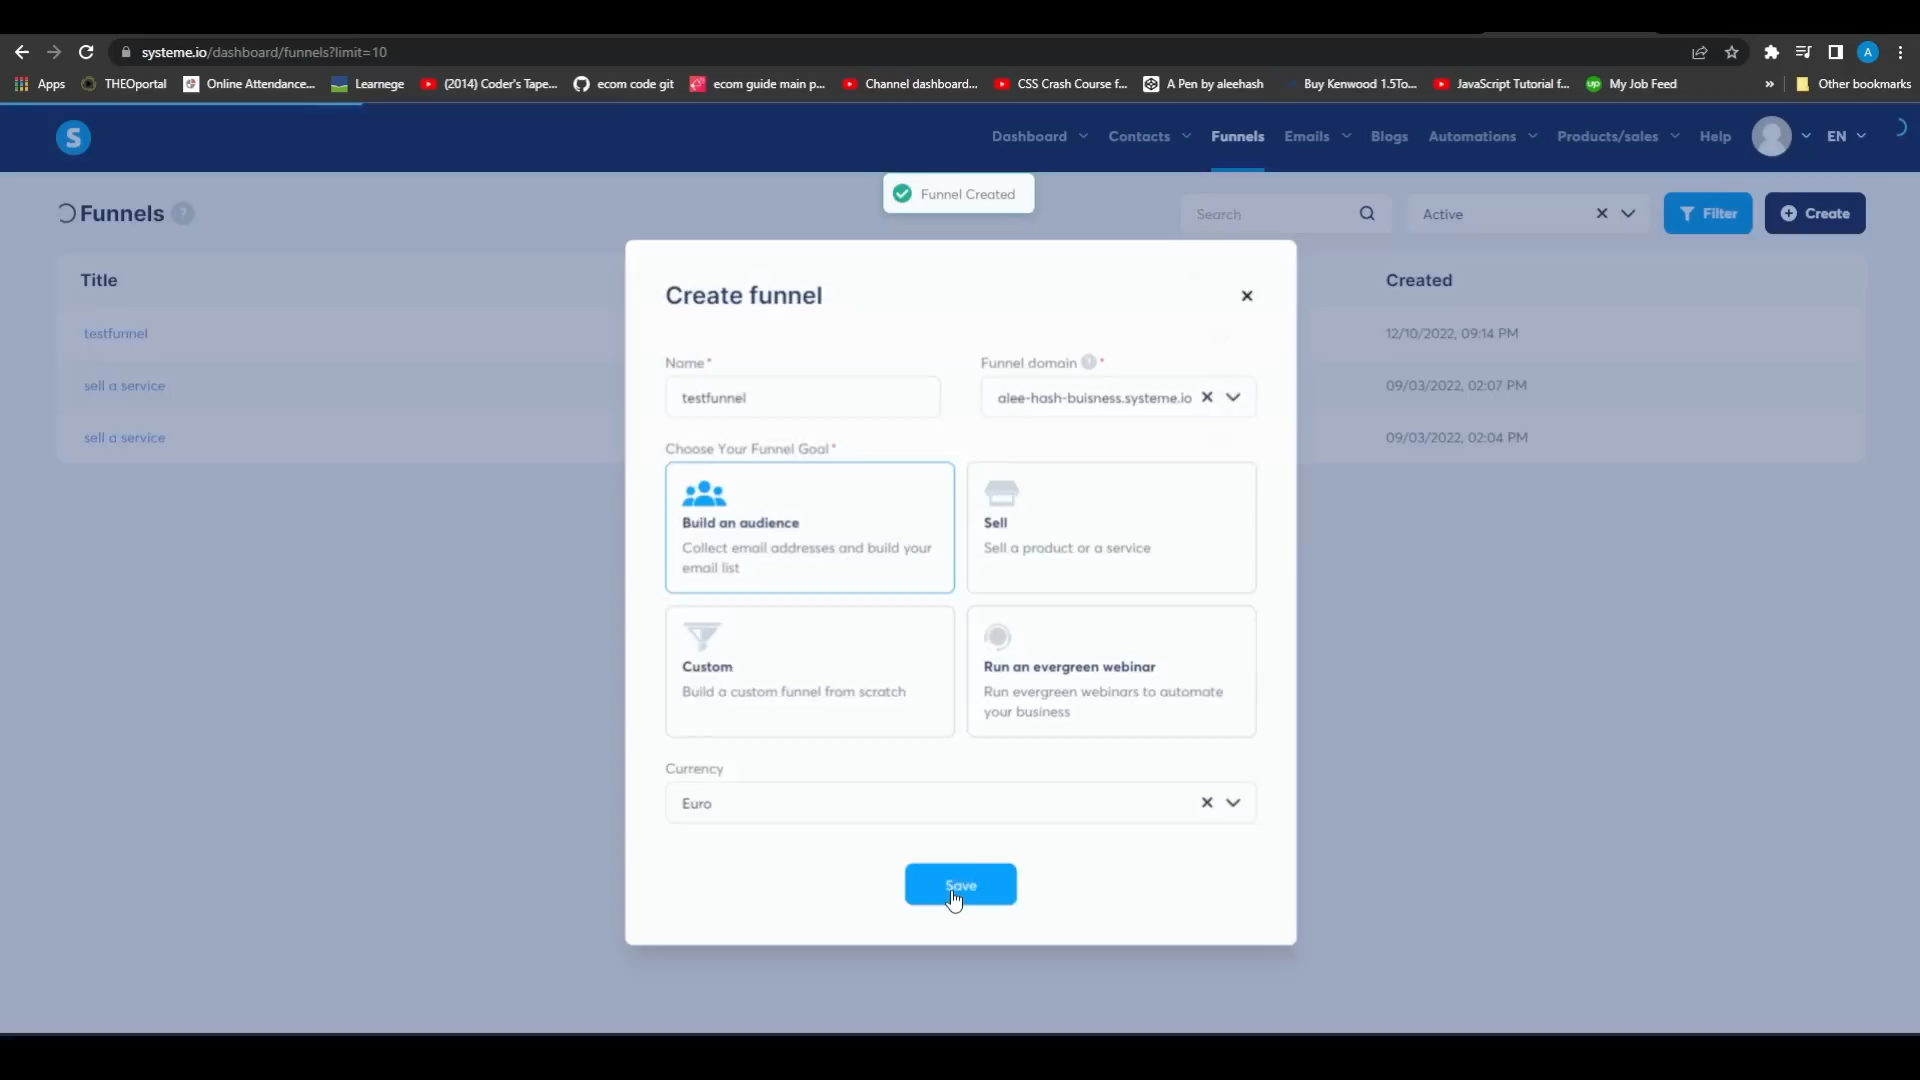 systeme.io/dashboard/funnels?limit=10
A
Apps
THEOportal
Online Attendance...
Learnege
(2014) Coder's Tape...
ecom code git
ecom guide main p...
Channel dashboard...
CSS Crash Course f...
A Pen by aleehash
Buy Kenwood 1.5To...
JavaScript Tutorial f...
up My Job Feed
»
Other bookmarks
S
Dashboard
Contacts
Funnels
Emails
Blogs
Automations
Products/sales
Help
EN
Funnel Created
Funnels ?
Search
Active
Filter
Create
Title
Created
testfunnel
12/10/2022, 09:14 PM
sell a service
09/03/2022, 02:07 PM
sell a service
09/03/2022, 02:04 PM
Create funnel
Name*
Funnel domain ? *
testfunnel
alee-hash-buisness.systeme.io
Choose Your Funnel Goal*
Build an audience
Collect email addresses and build your
email list
Sell
Sell a product or a service
Custom
Build a custom funnel from scratch
Run an evergreen webinar
Run evergreen webinars to automate
your business
Currency
Euro
Save